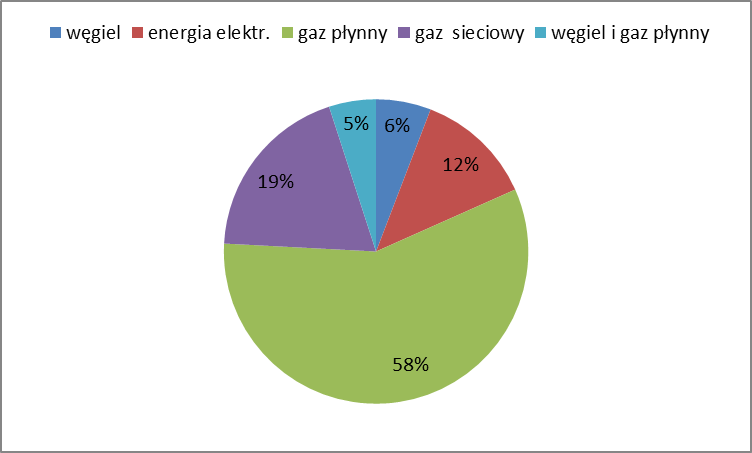 węgiel energia elektr. gaz płynny gaz  sieciowy węgiel i gaz płynny
5% 6%
12%
19%
58%